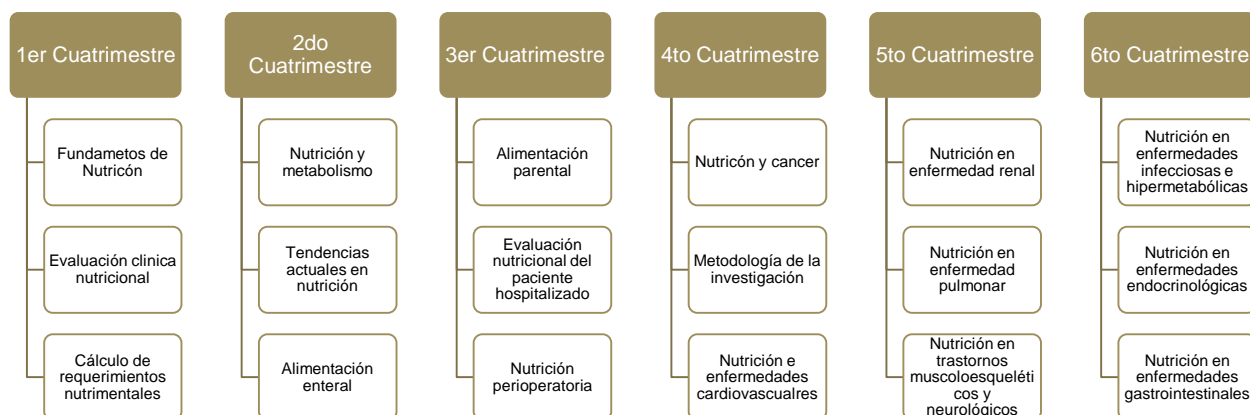 1er Cuatrimestre
Fundametos de
Nutricón
Evaluación clinica
nutricional
Cálculo de
requerimientos
nutrimentales
2do
Cuatrimestre
Nutrición y
metabolismo
Tendencias
actuales en
nutrición
Alimentación
enteral
3er Cuatrimestre
Alimentación
parental
Evaluación
nutricional del
paciente
hospitalizado
Nutrición
perioperatoria
4to Cuatrimestre
Nutricón y cancer
Metodología de la
investigación
Nutrición e
enfermedades
cardiovascualres
5to Cuatrimestre
Nutrición en
enfermedad renal
Nutrición en
enfermedad
pulmonar
Nutrición en
trastornos
muscoloesqueléti
cos y
neurológicos
6to Cuatrimestre
Nutrición en
enfermedades
infecciosas e
hipermetabólicas
Nutrición en
enfermedades
endocrinológicas
Nutrición en
enfermedades
gastrointestinales